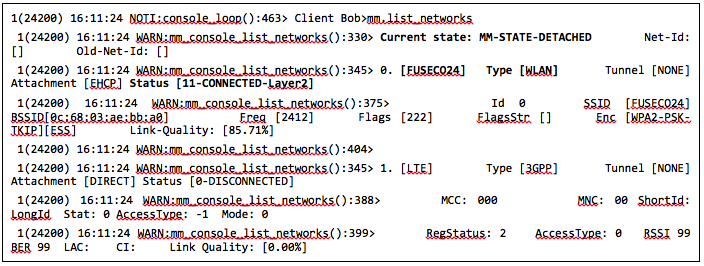 1(24200) 16:11:24 NOTI:console_loop():463> Client Bob>mm.list_networks
1(24200) 16:11:24 WARN:mm_console_list_networks():330> Current state: MM-STATE-DETACHED Net-Id:
[] Old-Net-Id: []
1(24200) 16:11:24 WARN:mm_console_list_networks():345> 0. [FUSECO24] Type [WLAN] Tunnel [NONE]
Attachment [EHCP] Status [11-CONNECTED-Layer2]
1(24200) 16:11:24 WARN:mm_console_list_networks():375> Id 0 SSID [FUSECO24]
RSSID[0c:68:03:ae:bb:a0] Freq [2412] Flags [222] FlagsStr [] Enc [WPA2-PSK-
TKIP][ESS] Link-Quality: [85.71%]
1(24200) 16:11:24 WARN:mm_console_list_networks():404>
1(24200) 16:11:24 WARN:mm_console_list_networks():345> 1. [LTE] Type [3GPP] Tunnel [NONE]
Attachment [DIRECT] Status [0-DISCONNECTED]
1(24200) 16:11:24 WARN:mm_console_list_networks():388> MCC: 000 MNC: 00 ShortId:
LongId Stat: 0 AccessType: -1 Mode: 0
1(24200) 16:11:24 WARN:mm_console_list_networks():399> RegStatus: 2 AccessType: 0 RSSI 99
BER 99 LAC: CI: Link Quality: [0.00%]